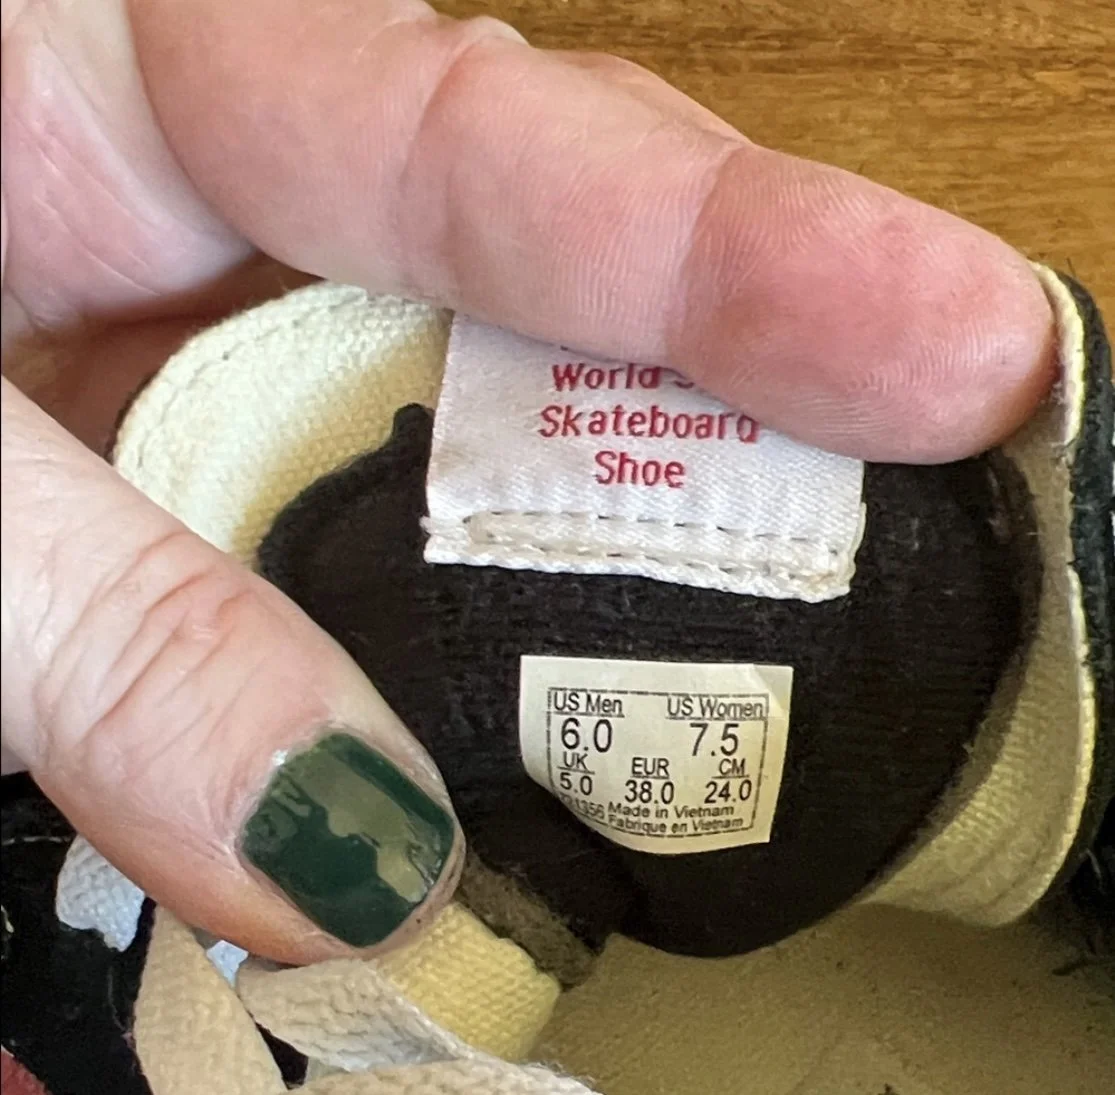 World
Skateboard
Shoe
US Men US Women
6.0 7.5
UK EUR CM
5.0 38.0 24.0
Made in Vietnam
Fabrique en Vietnam